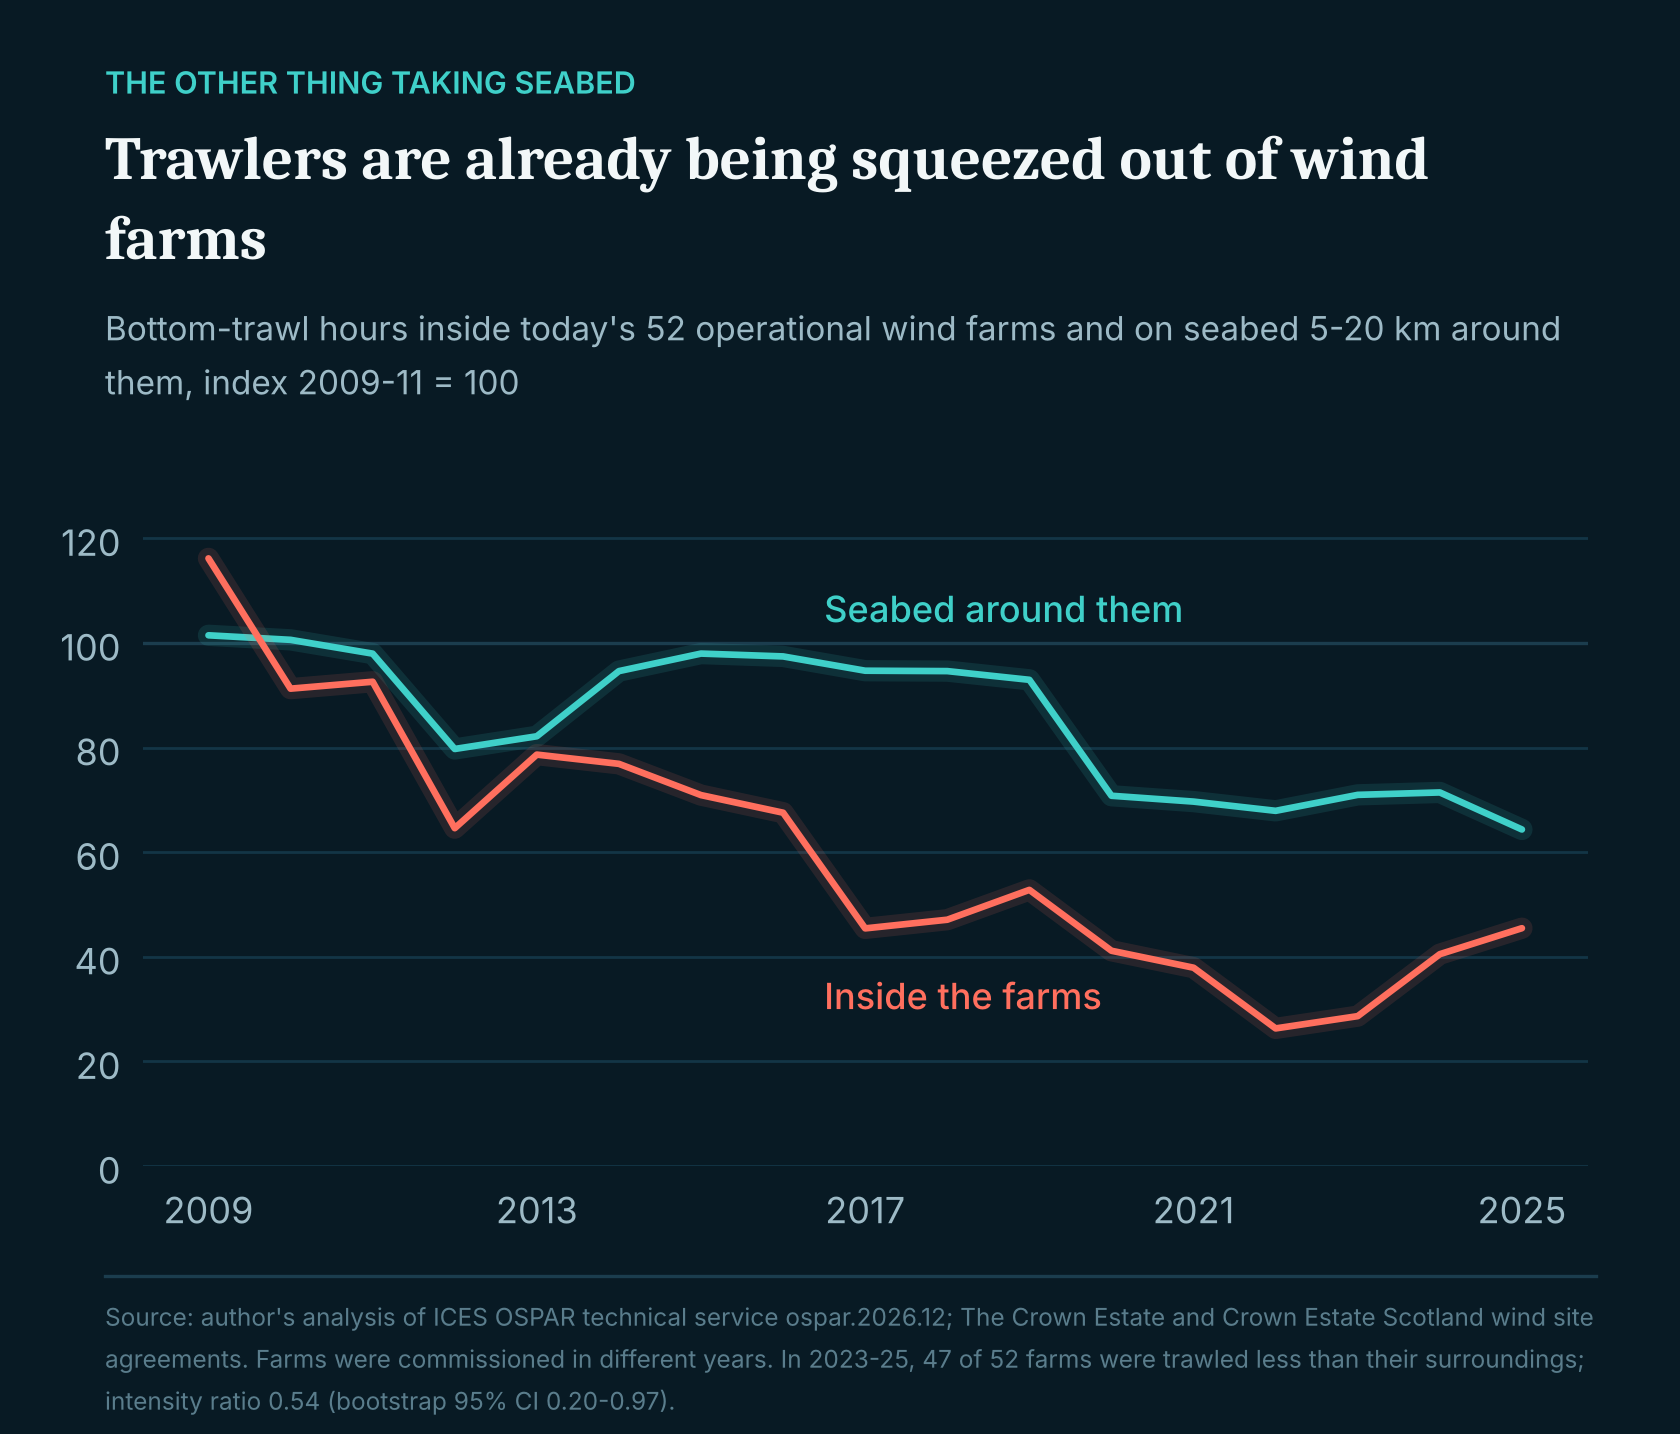 THE OTHER THING TAKING SEABED
Trawlers are already being squeezed out of wind
farms
Bottom-trawl hours inside today's 52 operational wind farms and on seabed 5-20 km around
them, index 2009-11 = 100
120
Seabed around them
100
80
60
40
Inside the farms
20
0
2009 2013 2017 2021 2025
Source: author's analysis of ICES OSPAR technical service ospar.2026.12; The Crown Estate and Crown Estate Scotland wind site
agreements. Farms were commissioned in different years. In 2023-25, 47 of 52 farms were trawled less than their surroundings;
intensity ratio 0.54 (bootstrap 95% CI 0.20-0.97).